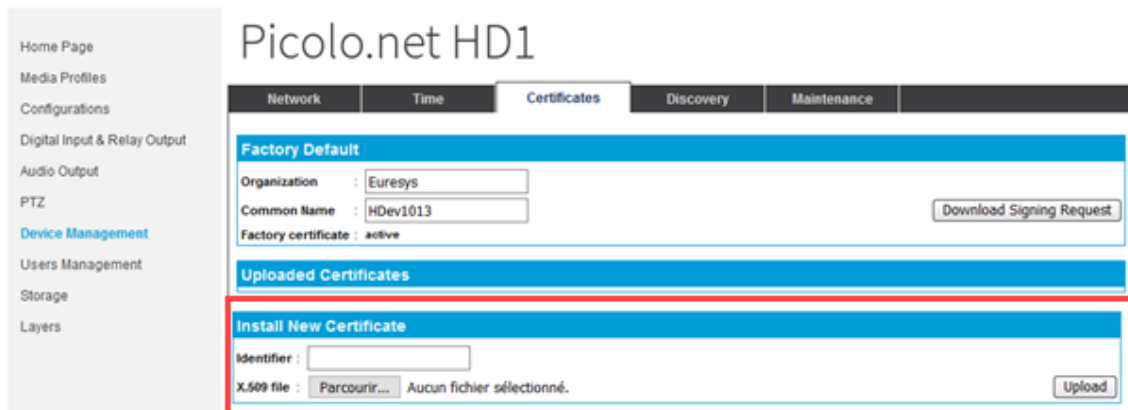 Picolo.net HD1
Home Page
Media Profiles
Configurations
Digital Input & Relay Output
Audio Output
PTZ
Device Management
Users Management
Storage
Layers
Network Time Certificates Discovery Maintenance
Factory Default
Organization : Euresys
Common Name : HDev1013 Download Signing Request
Factory certificate : active
Uploaded Certificates
Install New Certificate
Identifier :
X.509 file : Parcourir... Aucun fichier sélectionné. Upload